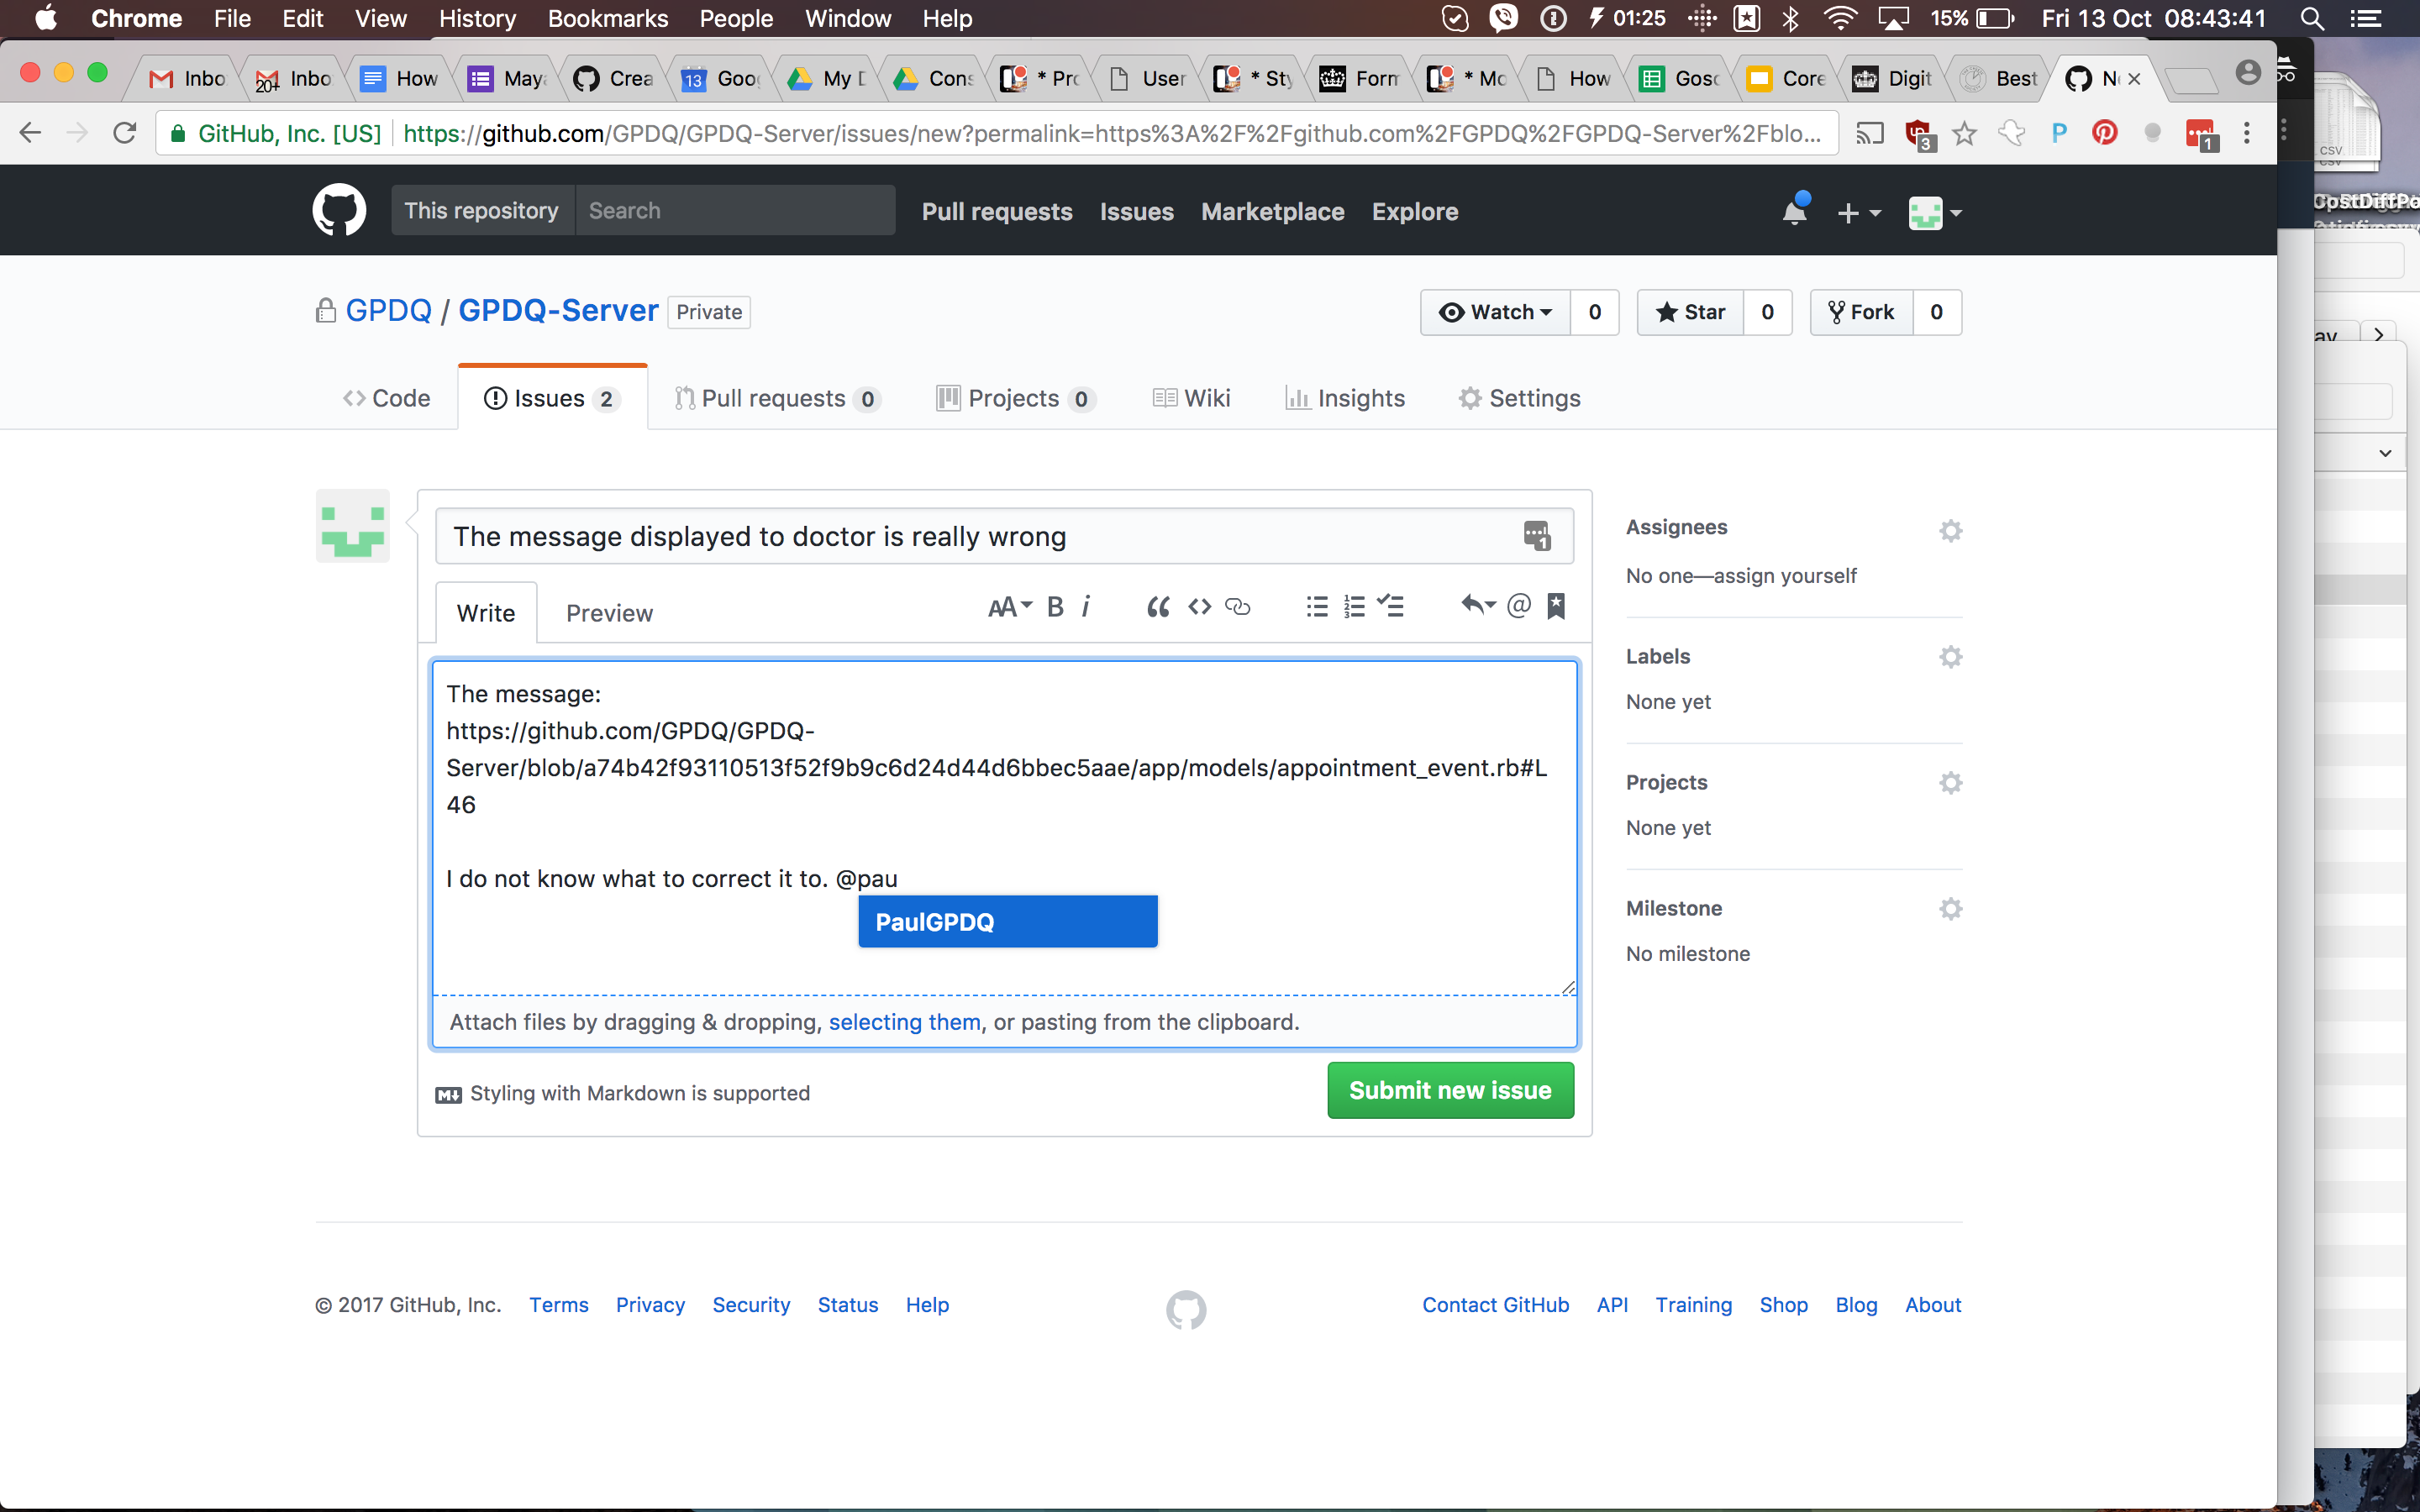 Chrome File Edit View History Bookmarks People Window Help 01:25 15% Fri 13 Oct 08:43:41
Inbo 20+ Inbo How May Crea 13 Goo My D Cons * Pro User * Sty Form * Mo How Gosc Core Digit Best N
GitHub, Inc. [US] https://github.com/GPDQ/GPDQ-Server/issues/new?permalink=https%3A%2F%2Fgithub.com%2FGPDQ%2FGPDQ-Server%2Fblo... 3 P 1
csv
csv
This repository Search Pull requests Issues Marketplace Explore
GPDQ / GPDQ-Server Private Watch 0 Star 0 Fork 0
Code Issues 2 Pull requests 0 Projects 0 Wiki Insights Settings
The message displayed to doctor is really wrong 1
Write Preview AA B i
The message:
https://github.com/GPDQ/GPDQ-
Server/blob/a74b42f93110513f52f9b9c6d24d44d6bbec5aae/app/models/appointment_event.rb#L
46
I do not know what to correct it to. @pau
PaulGPDQ
Attach files by dragging & dropping, selecting them, or pasting from the clipboard.
Styling with Markdown is supported
Submit new issue
Assignees
No one—assign yourself
Labels
None yet
Projects
None yet
Milestone
No milestone
© 2017 GitHub, Inc. Terms Privacy Security Status Help Contact GitHub API Training Shop Blog About